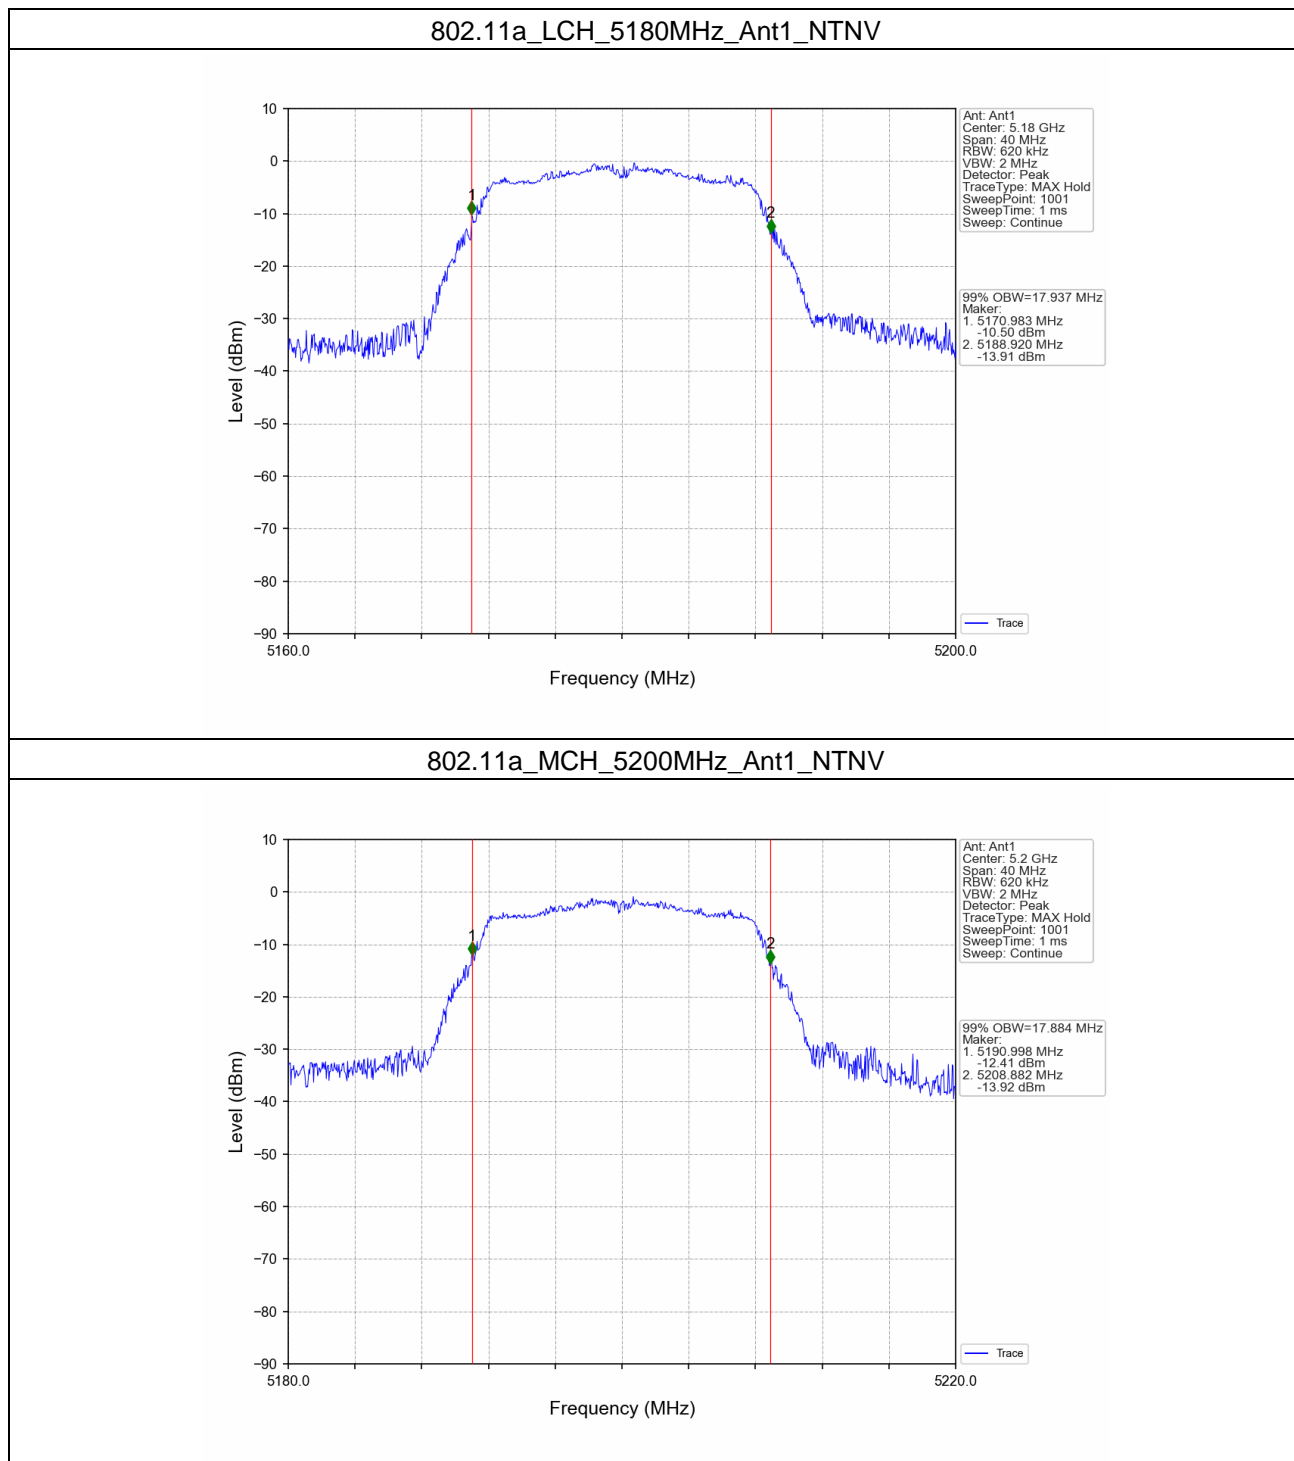 802.11a_LCH_5180MHz_Ant1_NTNV
10
0
−10
−20
−30
−40
−50
−60
−70
−80
−90
Level (dBm)
1
2
5160.0
5200.0
Frequency (MHz)
Ant: Ant1
Center: 5.18 GHz
Span: 40 MHz
RBW: 620 kHz
VBW: 2 MHz
Detector: Peak
TraceType: MAX Hold
SweepPoint: 1001
SweepTime: 1 ms
Sweep: Continue
99% OBW=17.937 MHz
Maker:
1. 5170.983 MHz
-10.50 dBm
2. 5188.920 MHz
-13.91 dBm
Trace
802.11a_MCH_5200MHz_Ant1_NTNV
10
0
−10
−20
−30
−40
−50
−60
−70
−80
−90
Level (dBm)
1
2
5180.0
5220.0
Frequency (MHz)
Ant: Ant1
Center: 5.2 GHz
Span: 40 MHz
RBW: 620 kHz
VBW: 2 MHz
Detector: Peak
TraceType: MAX Hold
SweepPoint: 1001
SweepTime: 1 ms
Sweep: Continue
99% OBW=17.884 MHz
Maker:
1. 5190.998 MHz
-12.41 dBm
2. 5208.882 MHz
-13.92 dBm
Trace